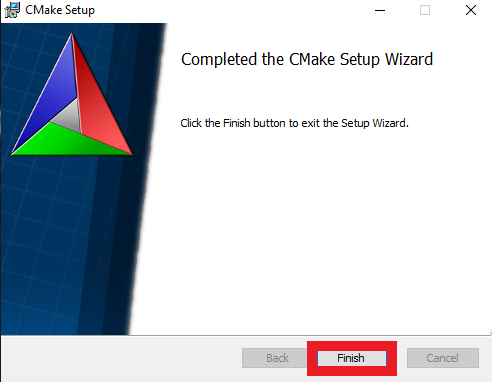 CMake Setup
Completed the CMake Setup Wizard
Click the Finish button to exit the Setup Wizard.
Back
Finish
Cancel